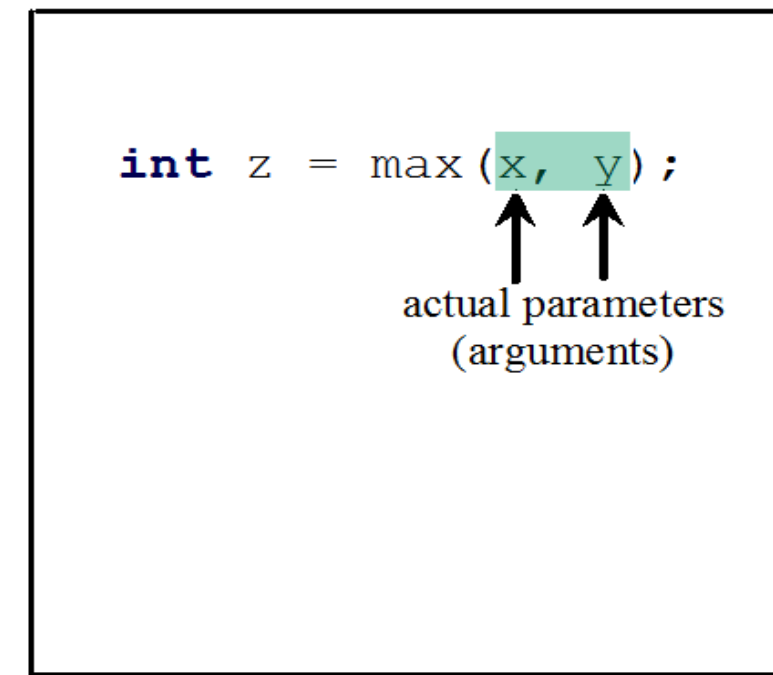 int z = max(x, y);
actual parameters
(arguments)